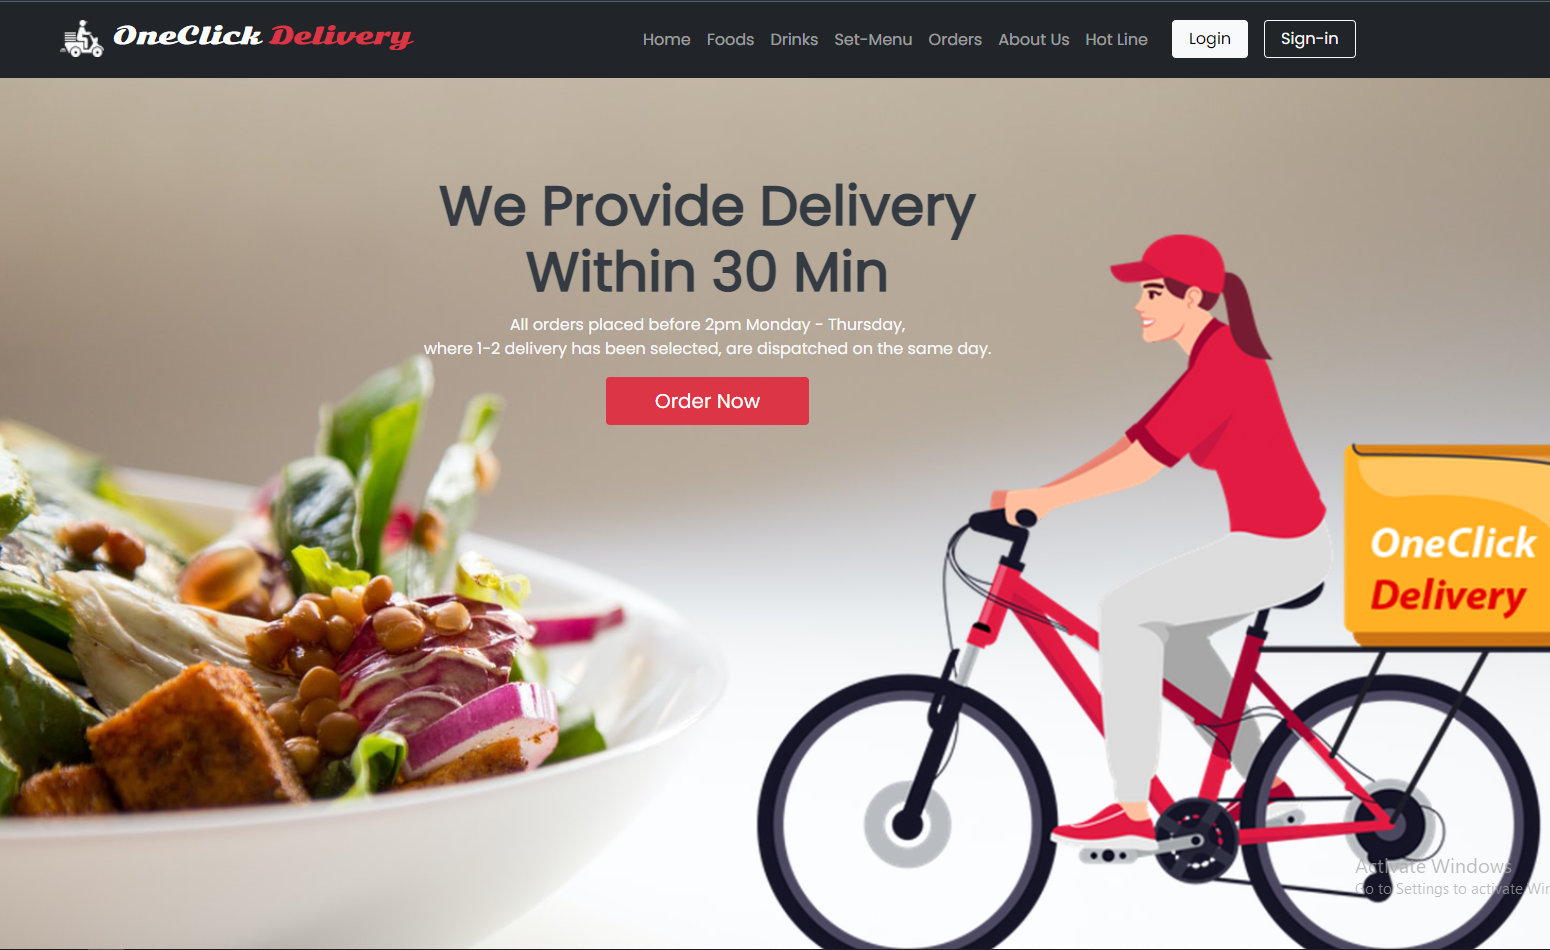 OneClick Delivery
Home Foods Drinks Set-Menu Orders About Us Hot Line Login Sign-in
We Provide Delivery
Within 30 Min
All orders placed before 2pm Monday - Thursday,
where 1-2 delivery has been selected, are dispatched on the same day.
Order Now
OneClick
Delivery
Activate Windows
Go to Settings to activate Win